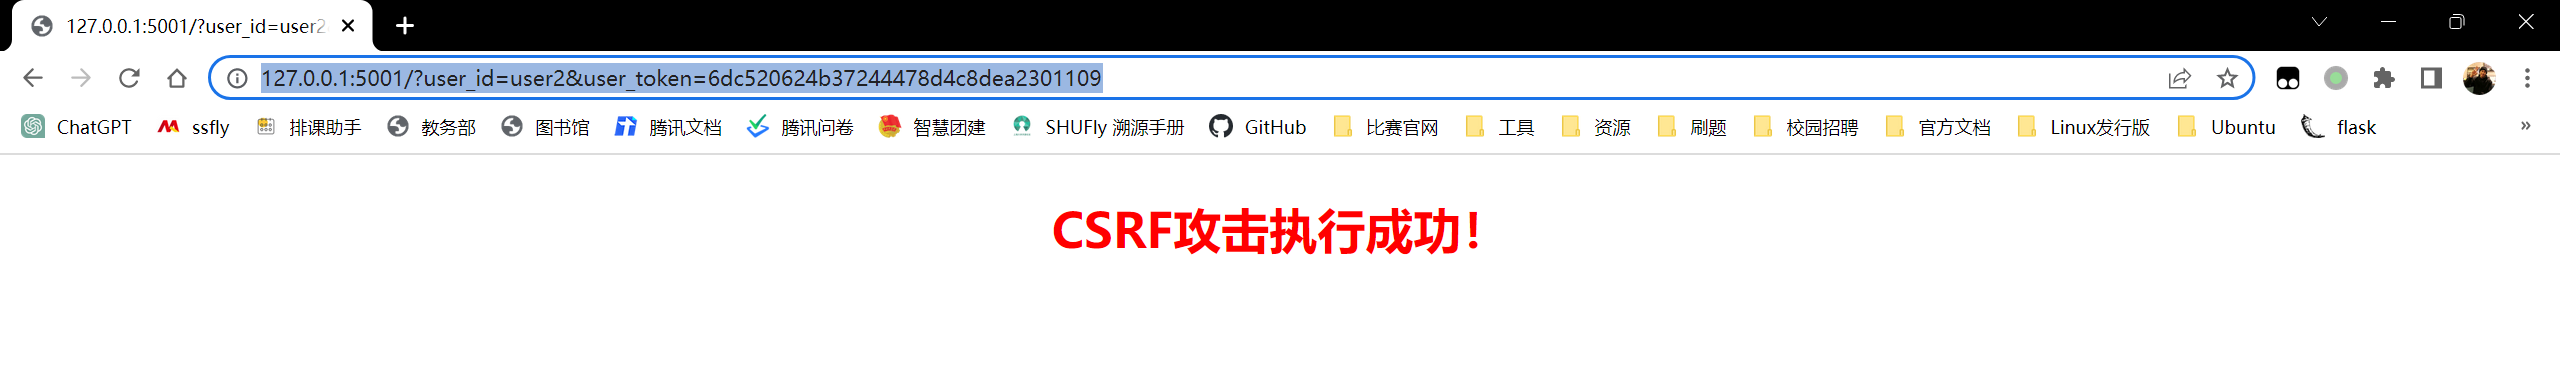 127.0.0.1:5001/?user_id=user2
127.0.0.1:5001/?user_id=user2&user_token=6dc520624b37244478d4c8dea2301109
ChatGPT ssfly 排课助手 教务部 图书馆 腾讯文档 腾讯问卷 智慧团建 SHUFly 溯源手册 GitHub 比赛官网 工具 资源 刷题 校园招聘 官方文档 Linux发行版 Ubuntu flask »
CSRF攻击执行成功!